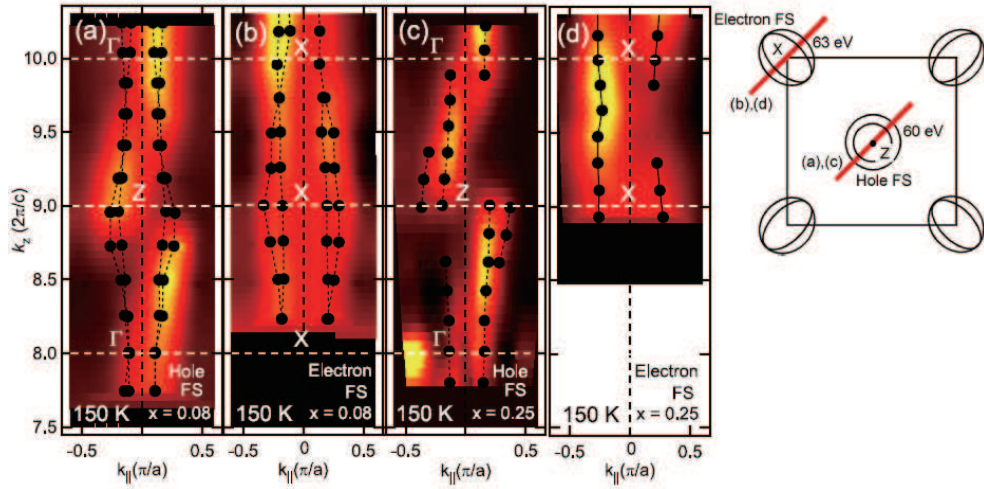 (a)
Γ
Z
Γ
Hole
FS
150 K
x = 0.08
(b)
X
X
X
Electron
FS
150 K
x = 0.08
(c)
Γ
Z
Γ
Hole
FS
150 K
x = 0.25
(d)
X
X
Electron
FS
150 K
x = 0.25
10.0
9.5
9.0
8.5
8.0
7.5
k_z (2π/c)
-0.5 0 0.5
k_||(π/a)
-0.5 0 0.5
k_||(π/a)
-0.5 0 0.5
k_||(π/a)
-0.5 0 0.5
k_||(π/a)
Electron FS
X
63 eV
(b),(d)
60 eV
(a),(c)
Z
Hole FS